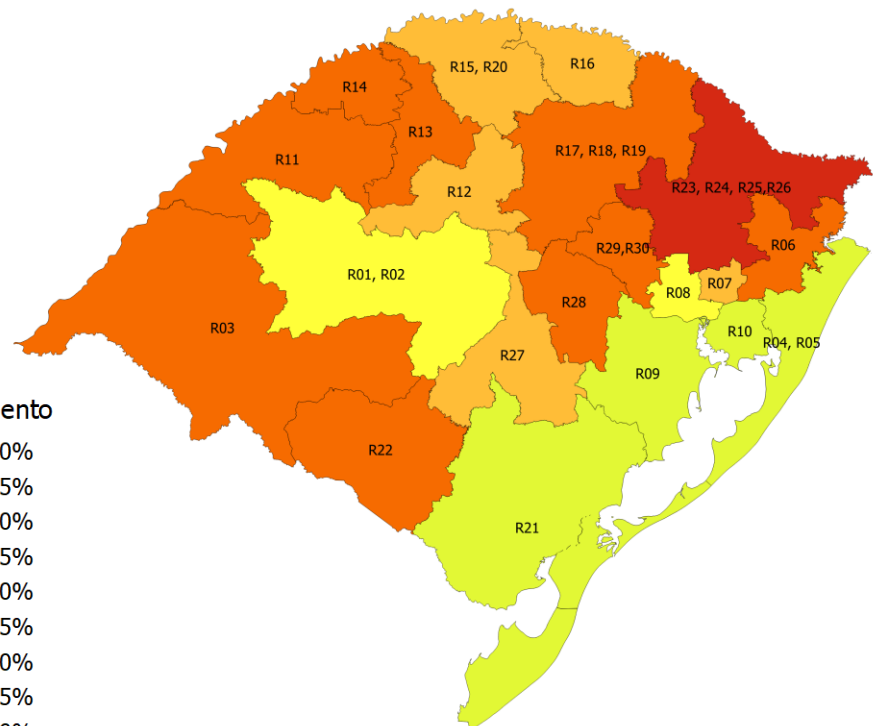 R15, R20
R16
R14
R13
R17, R18, R19
R11
R12
R23, R24, R25,R26
R29,R30
R06
R01, R02
R08
R07
R28
R03
R10
R04, R05
R27
R09
ento
0%
5%
0%
5%
0%
5%
0%
5%
R22
R21